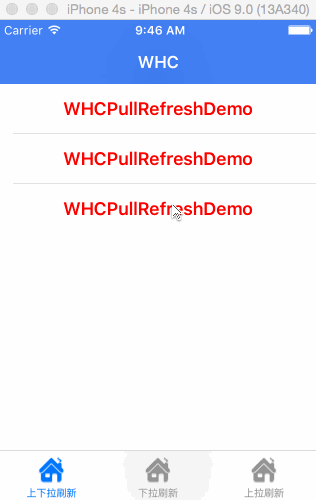 iPhone 4s - iPhone 4s / iOS 9.0 (13A340)
Carrier 9:46 AM
WHC
WHCPullRefreshDemo
WHCPullRefreshDemo
WHCPullRefreshDemo
上下拉刷新 下拉刷新 上拉刷新